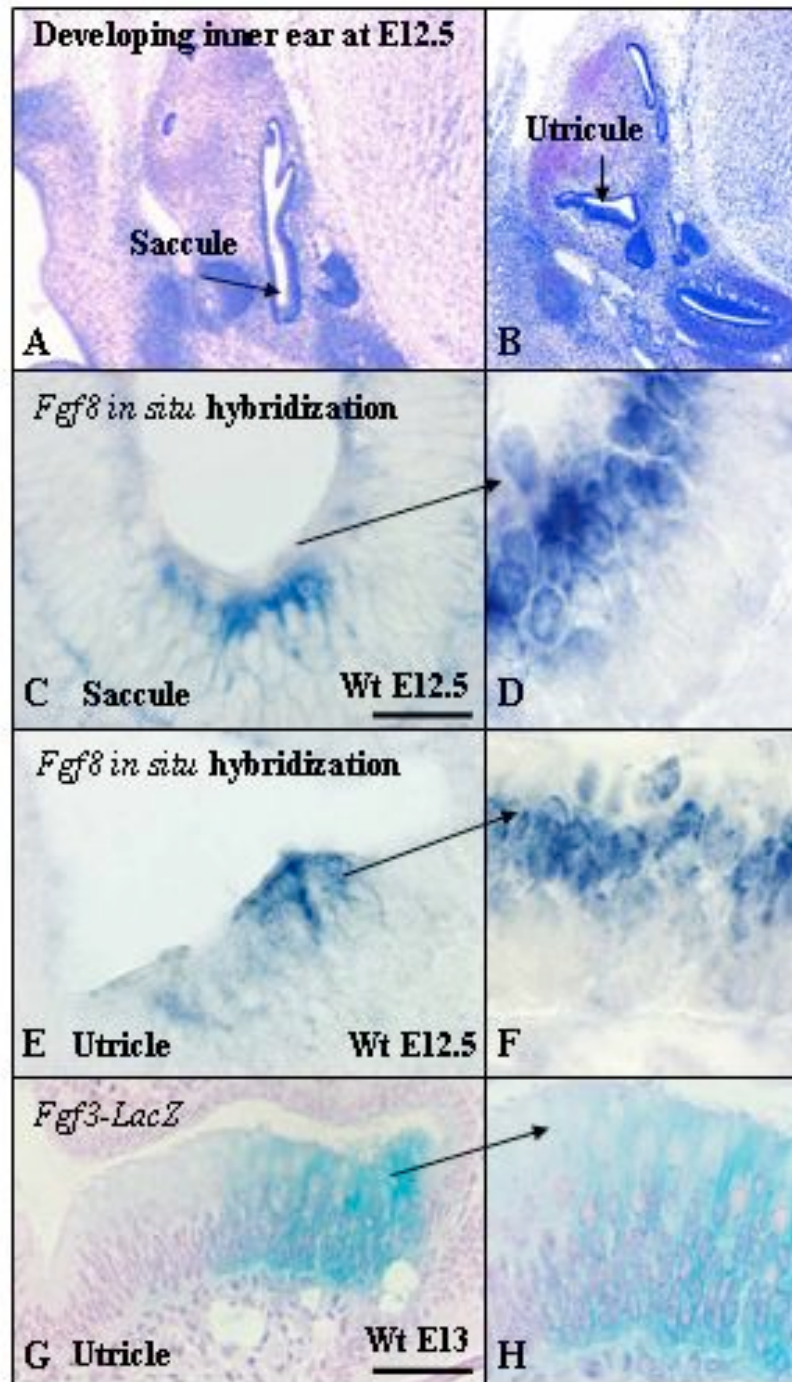 Developing inner ear at E12.5
Saccule
A
Utricule
B
Fgf8 in situ hybridization
C Saccule Wt E12.5
D
Fgf8 in situ hybridization
E Utricle Wt E12.5
F
Fgf3-LacZ
G Utricle Wt E13
H